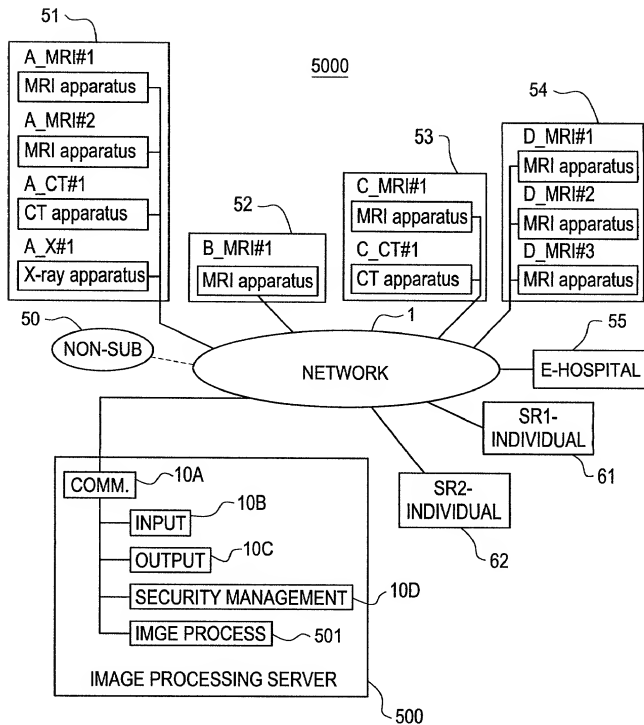 51
A_MRI#1
MRI apparatus
A_MRI#2
MRI apparatus
A_CT#1
CT apparatus
A_X#1
X-ray apparatus
5000
52
B_MRI#1
MRI apparatus
53
C_MRI#1
MRI apparatus
C_CT#1
CT apparatus
54
D_MRI#1
MRI apparatus
D_MRI#2
MRI apparatus
D_MRI#3
MRI apparatus
50
NON-SUB
1
NETWORK
55
E-HOSPITAL
SR1-
INDIVIDUAL
61
SR2-
INDIVIDUAL
62
COMM.
10A
10B
INPUT
10C
OUTPUT
SECURITY MANAGEMENT
10D
IMGE PROCESS
501
IMAGE PROCESSING SERVER
500